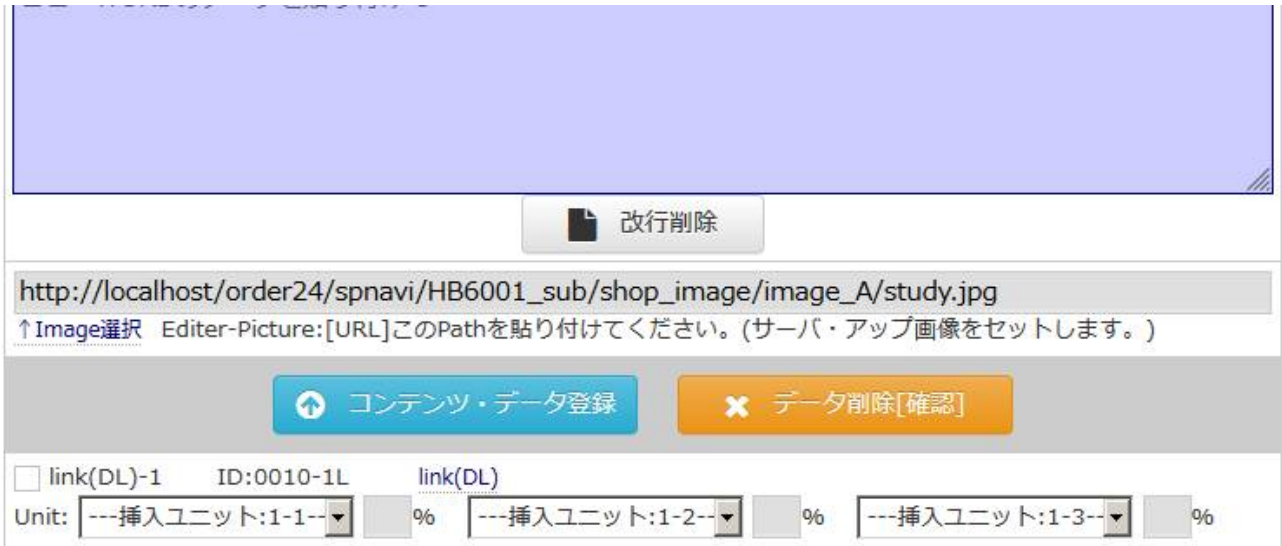 改行削除
http://localhost/order24/spnavi/HB6001_sub/shop_image/image_A/study.jpg
↑Image選択 Editer-Picture:[URL]このPathを貼り付けてください。(サーバ・アップ画像をセットします。)
コンテンツ・データ登録 データ削除[確認]
link(DL)-1 ID:0010-1L link(DL)
Unit: ---挿入ユニット:1-1-- % ---挿入ユニット:1-2-- % ---挿入ユニット:1-3-- %